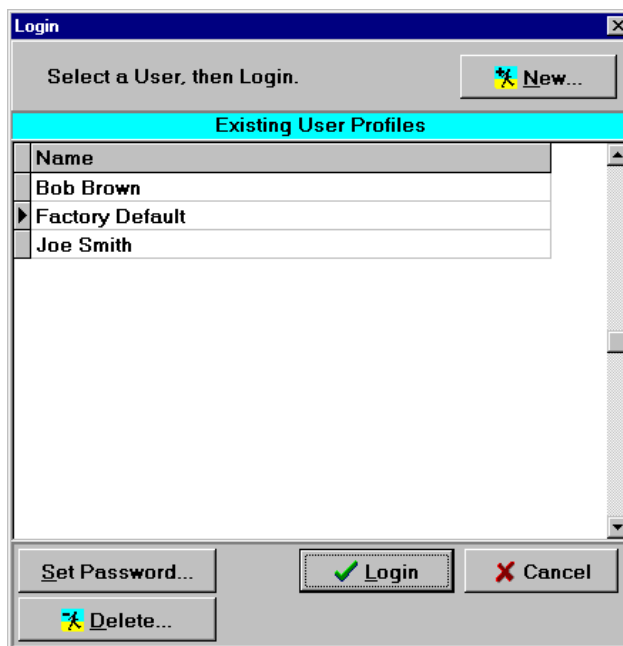 Login
Select a User, then Login.
New...
Existing User Profiles
Name
Bob Brown
Factory Default
Joe Smith
Set Password...
Login
Cancel
Delete...